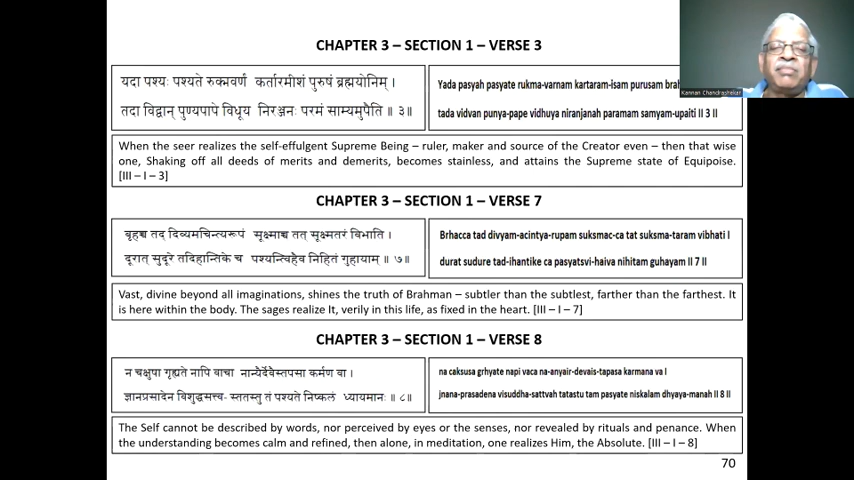 CHAPTER 3 – SECTION 1 – VERSE 3
यदा पश्यः पश्यते रुक्मवर्णं कर्तारमीशं पुरुषं ब्रह्मयोनिम् ।
तदा विद्वान् पुण्यपापे विधूय निरञ्जनः परमं साम्यमुपैति ॥ ३॥
Yada pasyah pasyate rukma-varnam kartaram-isam purusam
tada vidvan punya-pape vidhuya niranjanah paramam samyam-upaiti II 3 II
Kannan Chandrashekar
When the seer realizes the self-effulgent Supreme Being – ruler, maker and source of the Creator even – then that wise
one, Shaking off all deeds of merits and demerits, becomes stainless, and attains the Supreme state of Equipoise.
[III – I – 3]
CHAPTER 3 – SECTION 1 – VERSE 7
बृहच्च तद् दिव्यमचिन्त्यरूपं सूक्ष्माच्च तत् सूक्ष्मतरं विभाति ।
दूरात् सुदूरे तदिहान्तिके च पश्यन्त्विहैव निहितं गुहायाम् ॥ ७॥
Brhacca tad divyam-acintya-rupam suksmac-ca tat suksma-taram vibhati I
durat sudure tad-ihantike ca pasyatsvi-haiva nihitam guhayam II 7 II
Vast, divine beyond all imaginations, shines the truth of Brahman – subtler than the subtlest, farther than the farthest. It
is here within the body. The sages realize It, verily in this life, as fixed in the heart. [III – I – 7]
CHAPTER 3 – SECTION 1 – VERSE 8
न चक्षुषा गृह्यते नापि वाचा नान्यैर्देवैस्तपसा कर्मण वा ।
ज्ञानप्रसादेन विशुद्धसत्त्व- स्ततस्तु तं पश्यते निष्कलं ध्यायमानः ॥ ८॥
na caksusa grhyate napi vaca na-anyair-devais-tapasa karmana va I
jnana-prasadena visuddha-sattvah tatastu tam pasyate niskalam dhyaya-manah II 8 II
The Self cannot be described by words, nor perceived by eyes or the senses, nor revealed by rituals and penance. When
the understanding becomes calm and refined, then alone, in meditation, one realizes Him, the Absolute. [III – I – 8]
70